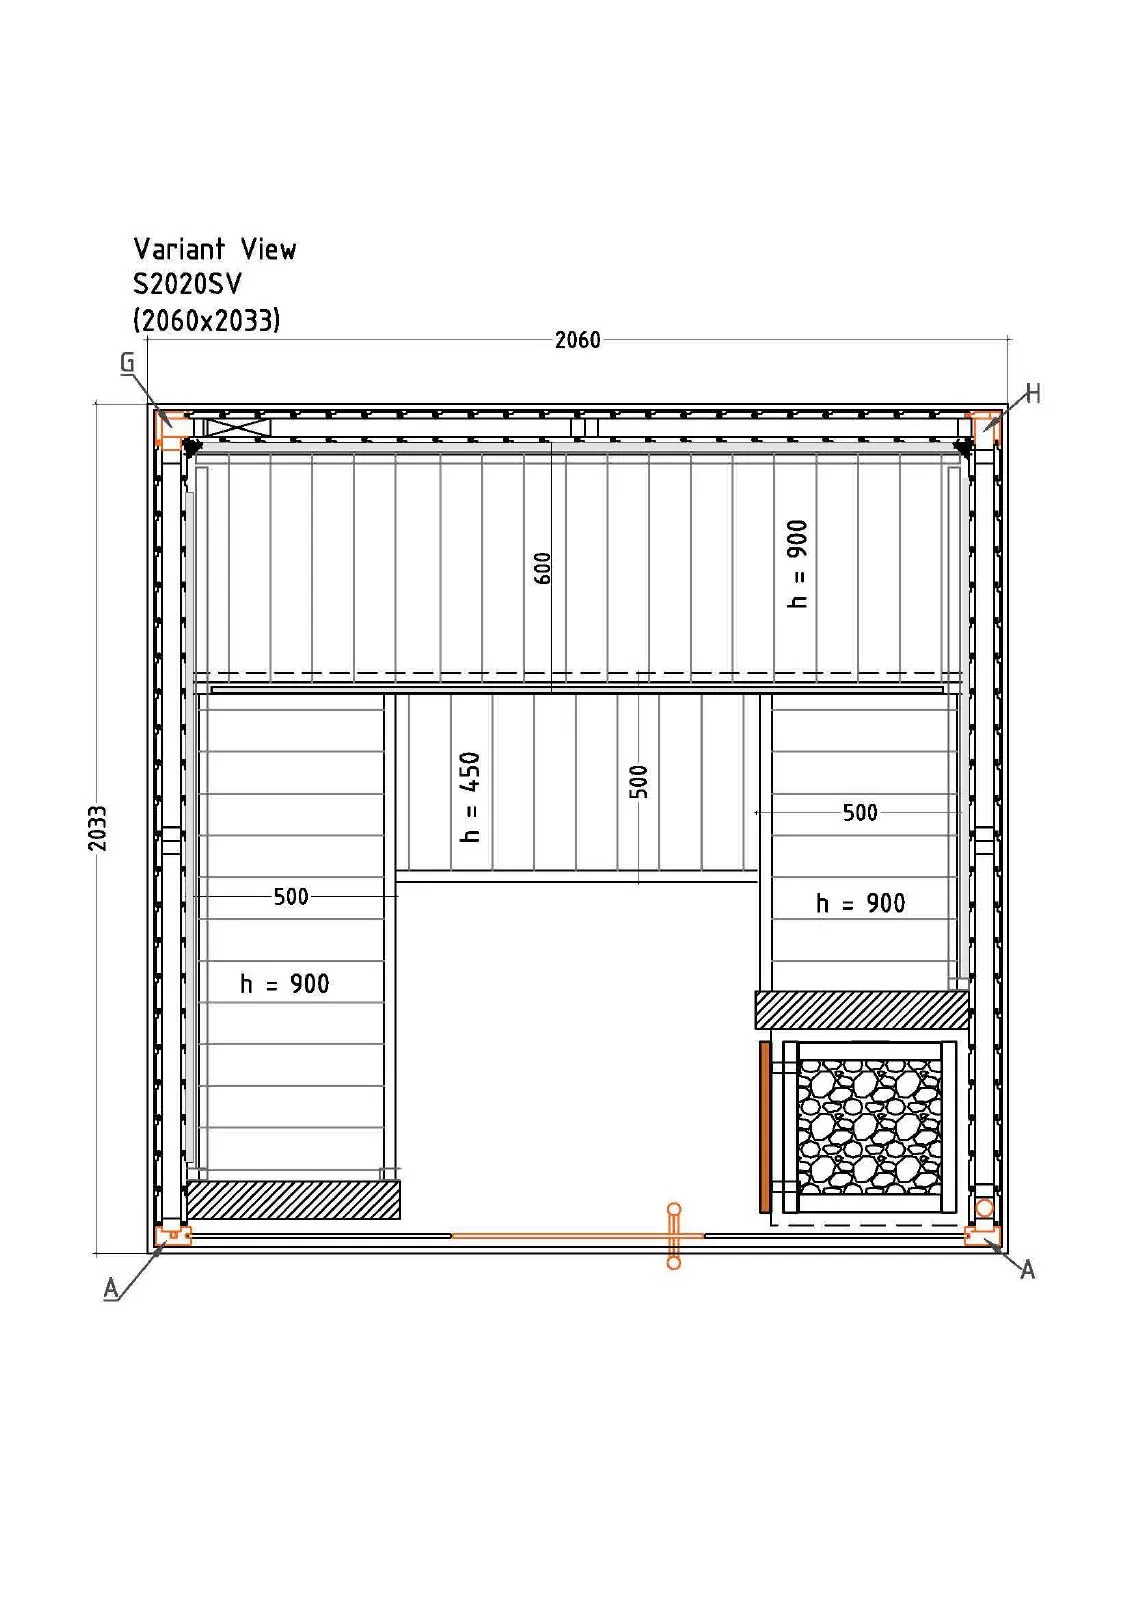 Variant View
S2020SV
(2060x2033)
2060
G
H
600
h = 900
h = 450
500
500
2033
500
h = 900
h = 900
A
A